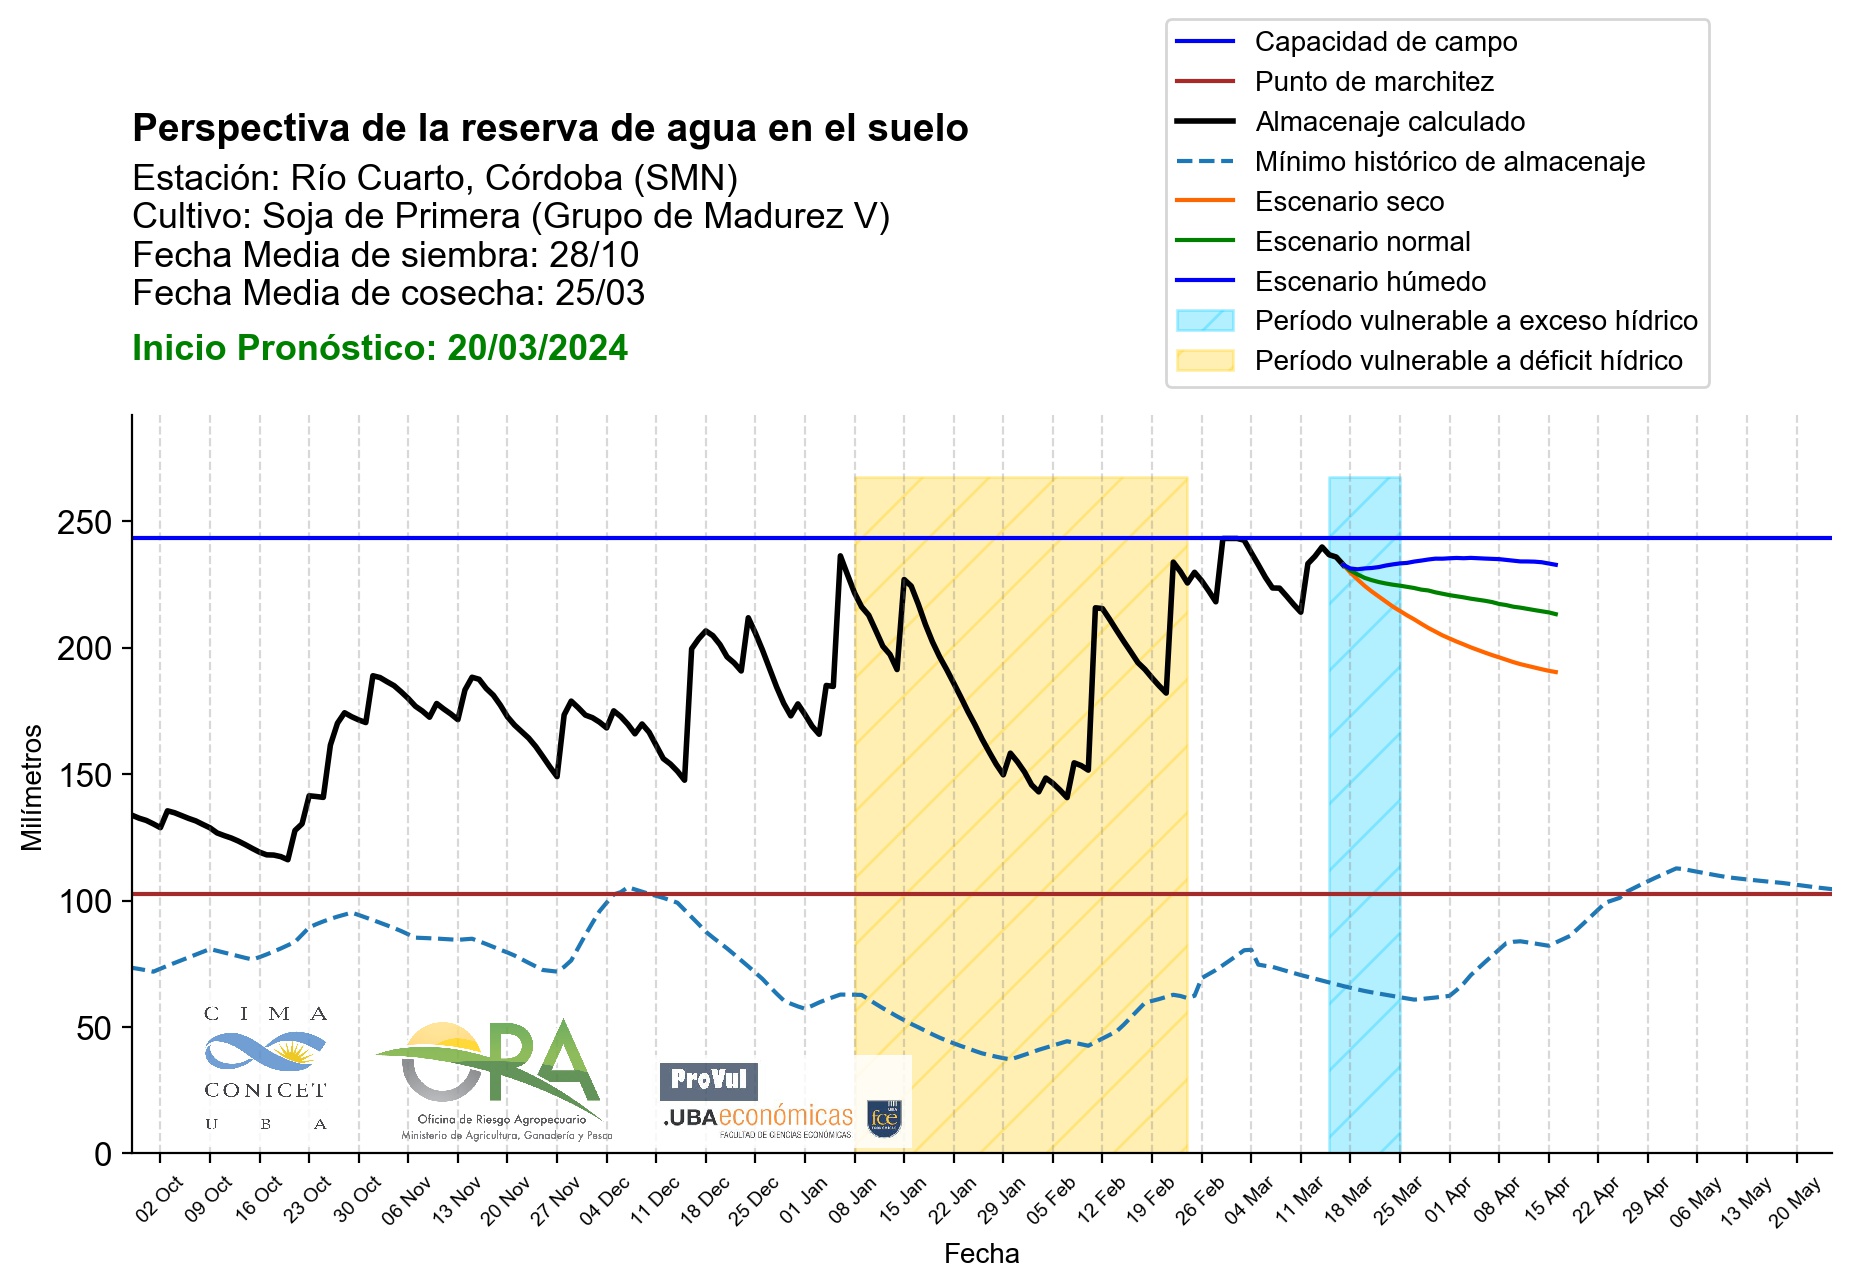 Capacidad de campo
Punto de marchitez
Almacenaje calculado
Mínimo histórico de almacenaje
Escenario seco
Escenario normal
Escenario húmedo
Período vulnerable a exceso hídrico
Período vulnerable a déficit hídrico
Perspectiva de la reserva de agua en el suelo
Estación: Río Cuarto, Córdoba (SMN)
Cultivo: Soja de Primera (Grupo de Madurez V)
Fecha Media de siembra: 28/10
Fecha Media de cosecha: 25/03
Inicio Pronóstico: 20/03/2024
Milímetros
250
200
150
100
50
0
CIMA
CONICET
UBA
ORA
Oficina de Riesgo Agropecuario
Ministerio de Agricultura, Ganadería y Pesca
ProVul
.UBAeconómicas
FACULTAD DE CIENCIAS ECONÓMICAS
UBA
fce
ECONÓMICAS
02 Oct
09 Oct
16 Oct
23 Oct
30 Oct
06 Nov
13 Nov
20 Nov
27 Nov
04 Dec
11 Dec
18 Dec
25 Dec
01 Jan
08 Jan
15 Jan
22 Jan
29 Jan
05 Feb
12 Feb
19 Feb
26 Feb
04 Mar
11 Mar
18 Mar
25 Mar
01 Apr
08 Apr
15 Apr
22 Apr
29 Apr
06 May
13 May
20 May
Fecha